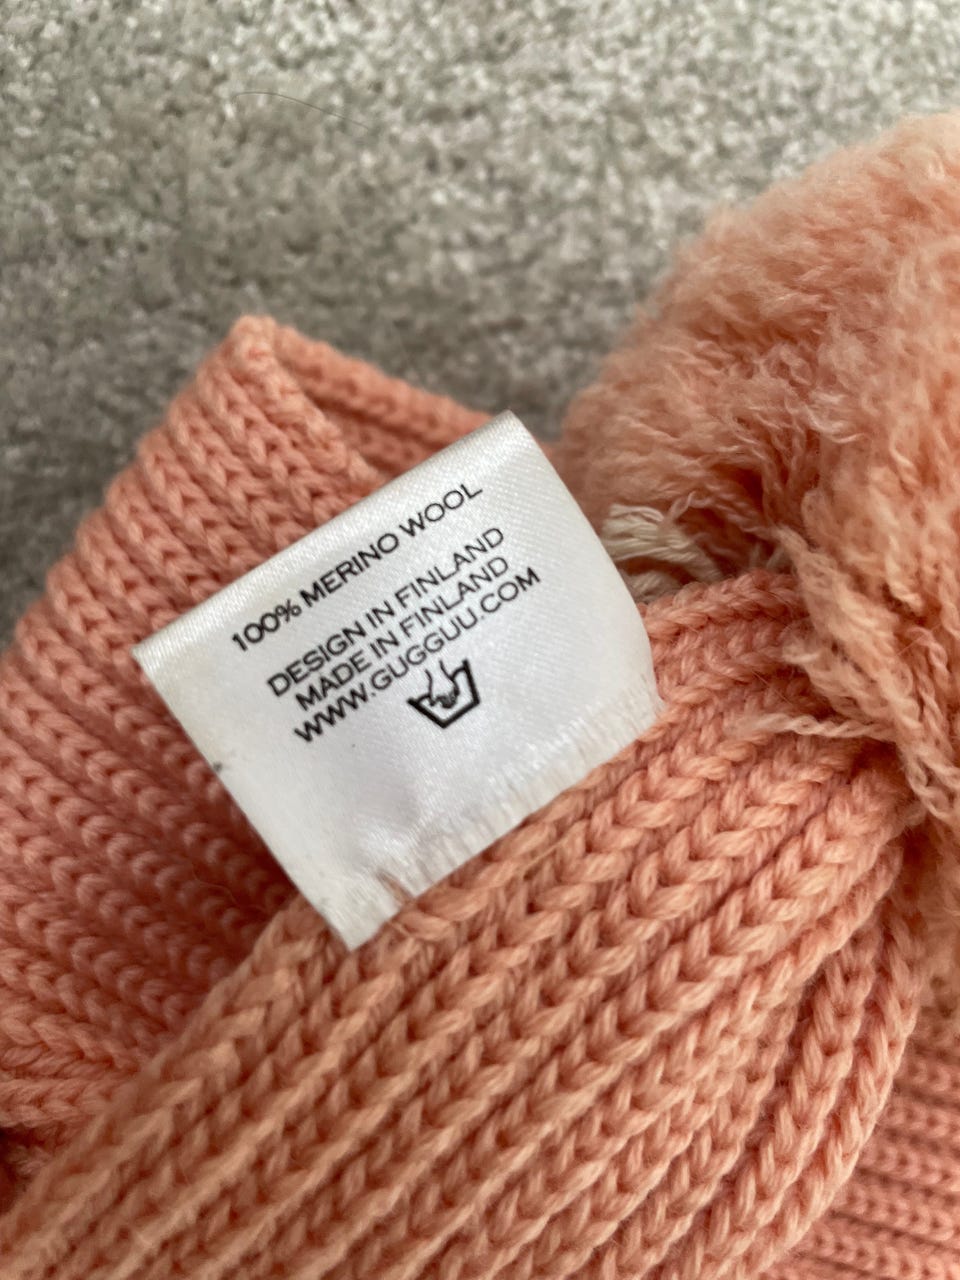 100% MERINO WOOL
DESIGN IN FINLAND
MADE IN FINLAND
WWW.GUGGUU.COM